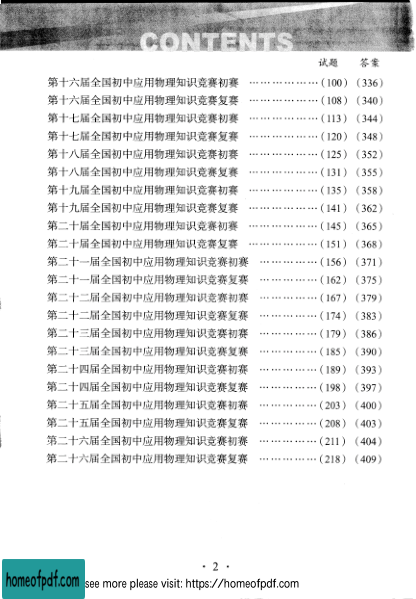 CONTENTS
试题 答案
第十六届全国初中应用物理知识竞赛初赛 ……………… (100) (336)
第十六届全国初中应用物理知识竞赛复赛 ……………… (108) (340)
第十七届全国初中应用物理知识竞赛初赛 ……………… (113) (344)
第十七届全国初中应用物理知识竞赛复赛 ……………… (120) (348)
第十八届全国初中应用物理知识竞赛初赛 ……………… (125) (352)
第十八届全国初中应用物理知识竞赛复赛 ……………… (131) (355)
第十九届全国初中应用物理知识竞赛初赛 ……………… (135) (358)
第十九届全国初中应用物理知识竞赛复赛 ……………… (141) (362)
第二十届全国初中应用物理知识竞赛初赛 ……………… (145) (365)
第二十届全国初中应用物理知识竞赛复赛 ……………… (151) (368)
第二十一届全国初中应用物理知识竞赛初赛 …………… (156) (371)
第二十一届全国初中应用物理知识竞赛复赛 …………… (162) (375)
第二十二届全国初中应用物理知识竞赛初赛 …………… (167) (379)
第二十二届全国初中应用物理知识竞赛复赛 …………… (174) (383)
第二十三届全国初中应用物理知识竞赛初赛 …………… (179) (386)
第二十三届全国初中应用物理知识竞赛复赛 …………… (185) (390)
第二十四届全国初中应用物理知识竞赛初赛 …………… (189) (393)
第二十四届全国初中应用物理知识竞赛复赛 …………… (198) (397)
第二十五届全国初中应用物理知识竞赛初赛 …………… (203) (400)
第二十五届全国初中应用物理知识竞赛复赛 …………… (208) (403)
第二十六届全国初中应用物理知识竞赛初赛 …………… (211) (404)
第二十六届全国初中应用物理知识竞赛复赛 …………… (218) (409)
· 2 ·
homeofpdf.com
see more please visit: https://homeofpdf.com